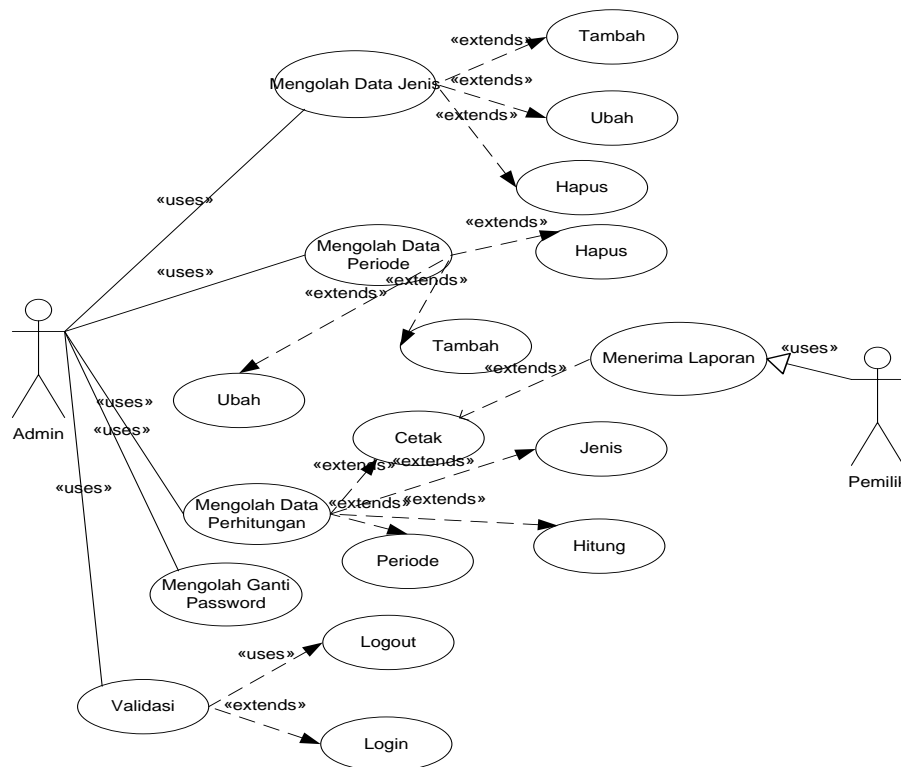 «extends»
Tambah
Mengolah Data Jenis
«extends»
«extends»
Ubah
Hapus
«uses»
«extends»
Mengolah Data
Periode
Hapus
«uses»
«extends»
«extends»
Tambah
Ubah
Admin
«uses»
Menerima Laporan
«extends»
«uses»
«uses»
«uses»
Cetak
Jenis
«extends»
«extends»
Pemilik
Mengolah Data
Perhitungan
«extends»
«extends»
Hitung
Periode
Mengolah Ganti
Password
Logout
«uses»
Validasi
«extends»
Login